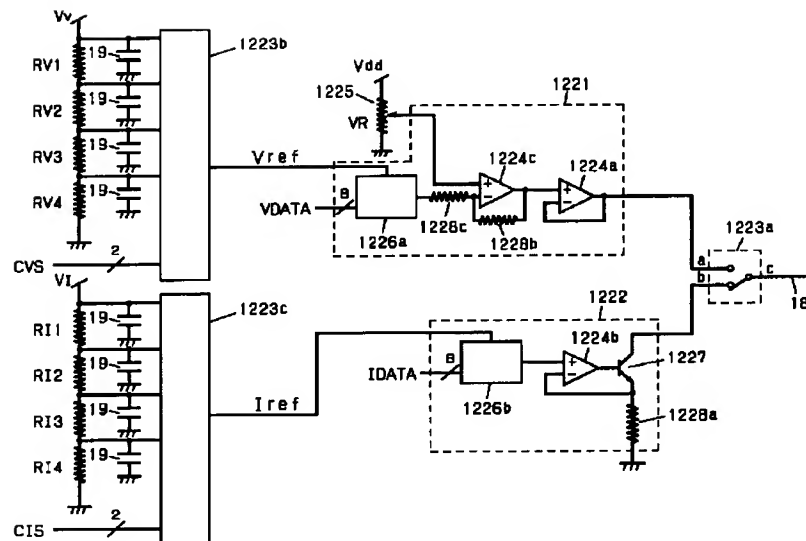 Vv
19
RV1
19
RV2
19
RV3
19
RV4
CVS
2
1223b
Vref
Vdd
1225
VR
1221
1224c
1224a
VDATA
8
1226a
1228c
1228b
1223a
a
b
c
18
VI
19
RI1
19
RI2
19
RI3
19
RI4
CIS
2
1223c
Iref
1222
1224b
1227
IDATA
8
1226b
1228a